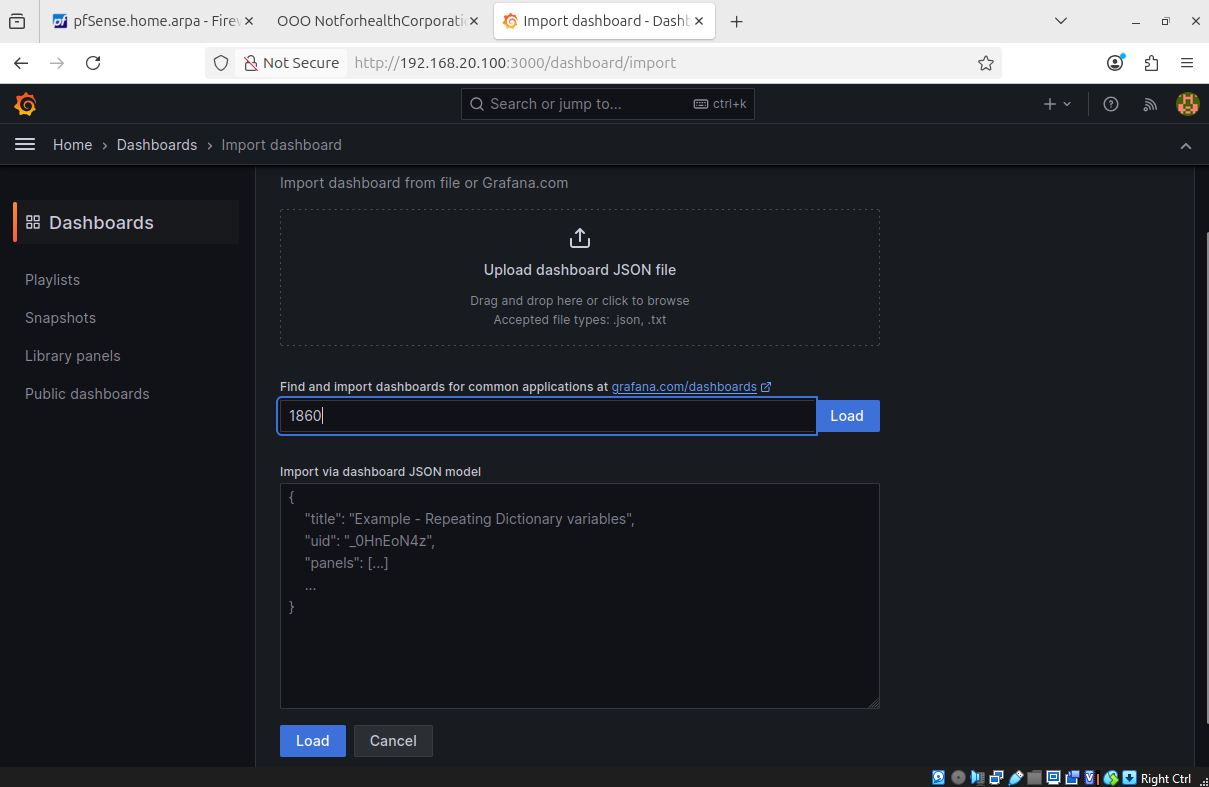 pfSense.home.arpa - Firew
OOO NotforhealthCorporati
Import dashboard - Dashb
Not Secure
http://192.168.20.100:3000/dashboard/import
Search or jump to...
ctrl+k
Home › Dashboards › Import dashboard
Import dashboard from file or Grafana.com
Dashboards
Playlists
Snapshots
Library panels
Public dashboards
Upload dashboard JSON file
Drag and drop here or click to browse
Accepted file types: .json, .txt
Find and import dashboards for common applications at grafana.com/dashboards
1860
Load
Import via dashboard JSON model
{
"title": "Example - Repeating Dictionary variables",
"uid": "_0HnEoN4z",
"panels": [...]
...
}
Load
Cancel
Right Ctrl